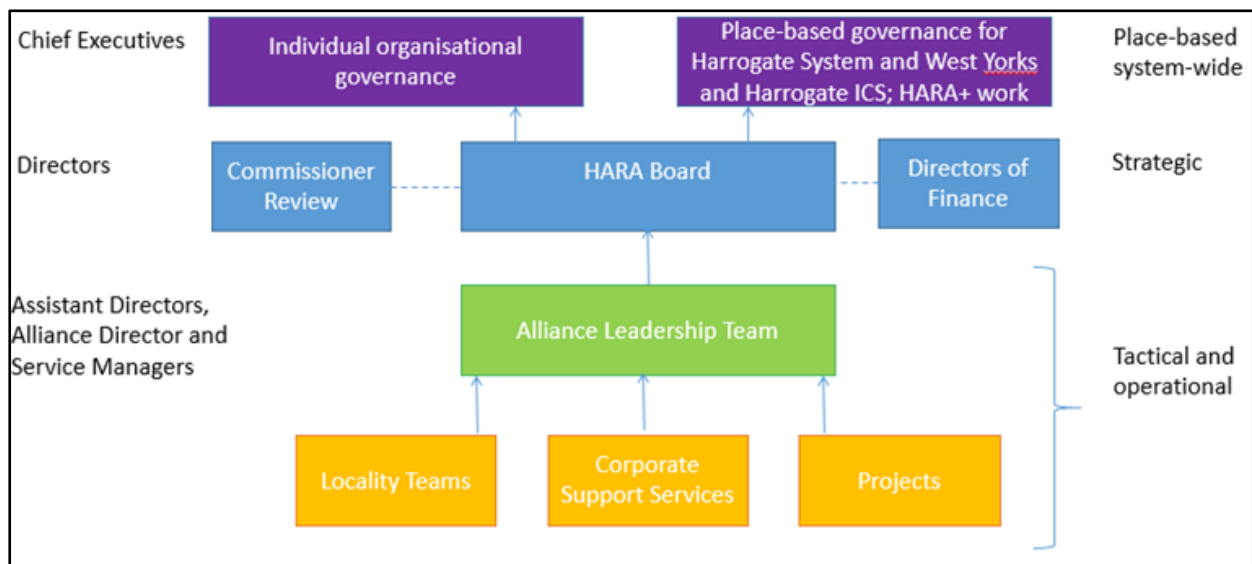 Chief Executives
Individual organisational
governance
Place-based governance for
Harrogate System and West Yorks
and Harrogate ICS; HARA+ work
Place-based
system-wide
Directors
Commissioner
Review
HARA Board
Directors of
Finance
Strategic
Assistant Directors,
Alliance Director and
Service Managers
Alliance Leadership Team
Tactical and
operational
Locality Teams
Corporate
Support Services
Projects